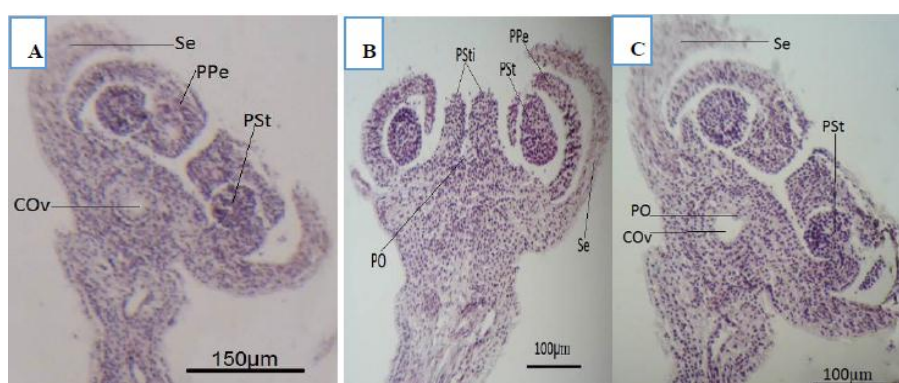 A
Se
PPe
PSt
COv
150µm
B
PSti
PSt
PPe
PO
Se
100µm
C
Se
PSt
PO
COv
100µm